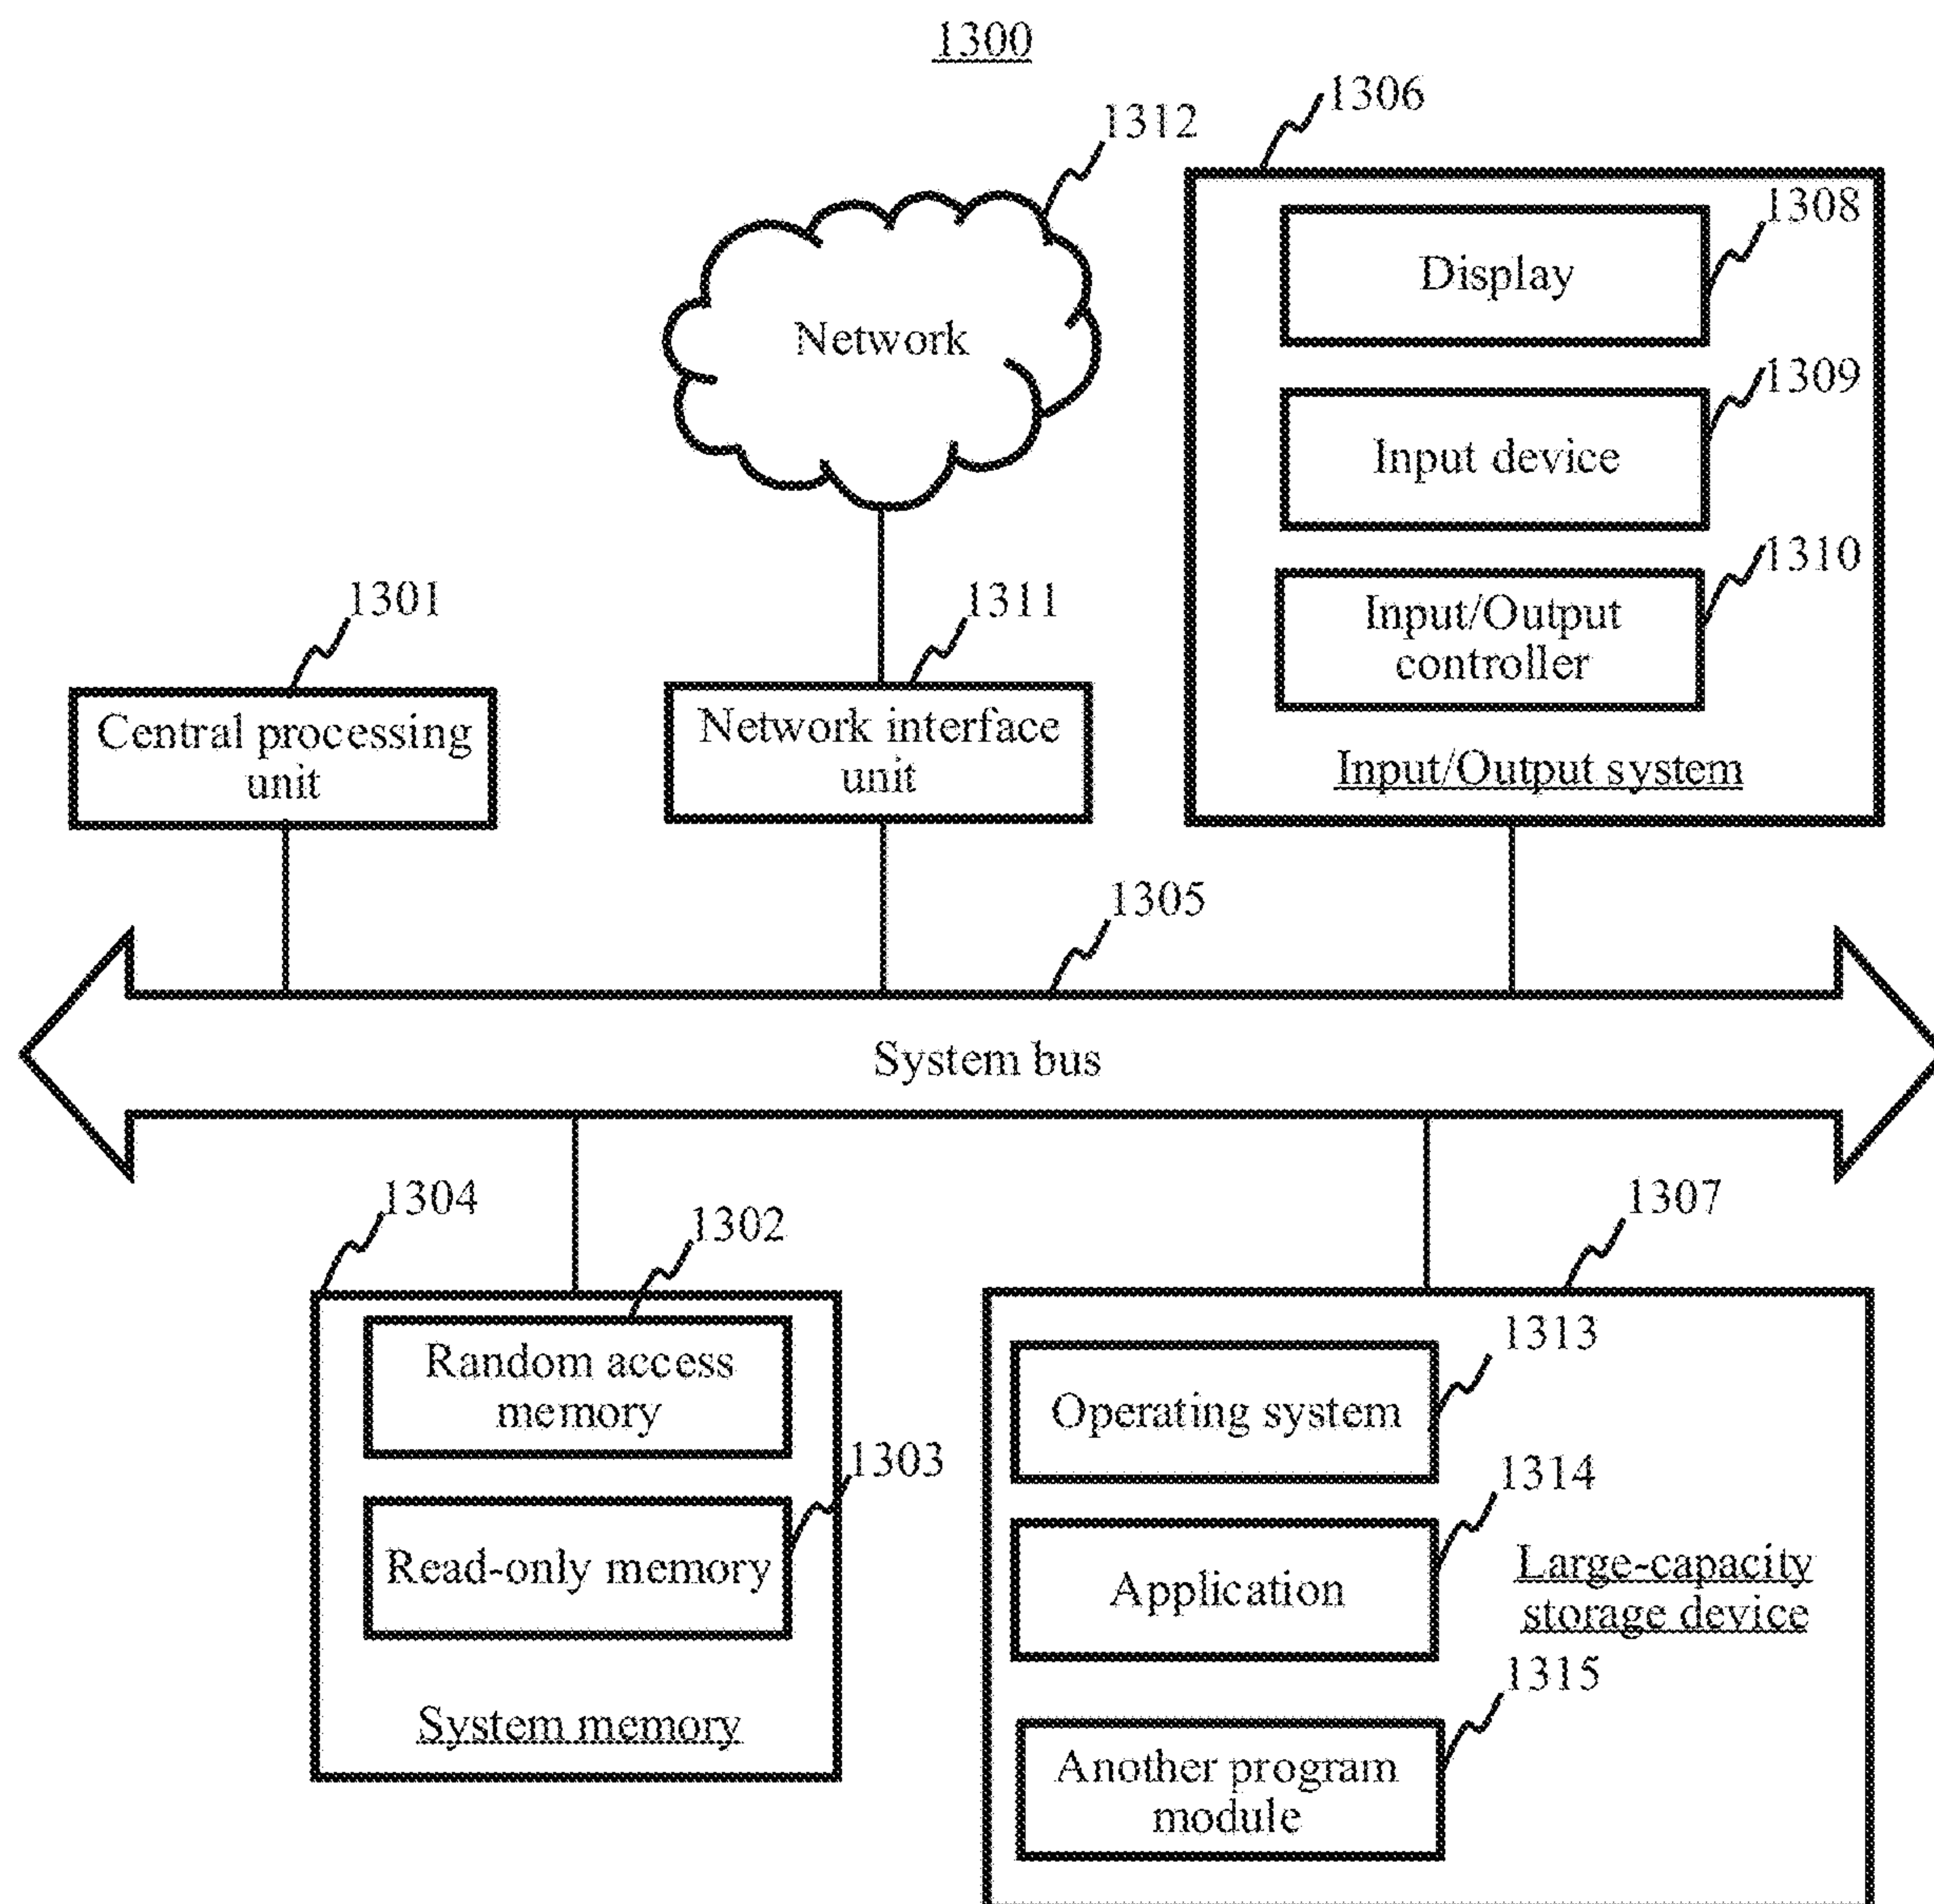 1300
1312
1306
1308
Display
Network
1309
Input device
1310
Input/Output
controller
Input/Output system
1301
Central processing
unit
1311
Network interface
unit
1305
System bus
1304
1302
Random access
memory
1303
Read-only memory
System memory
1307
1313
Operating system
1314
Application
Large-capacity
storage device
1315
Another program
module